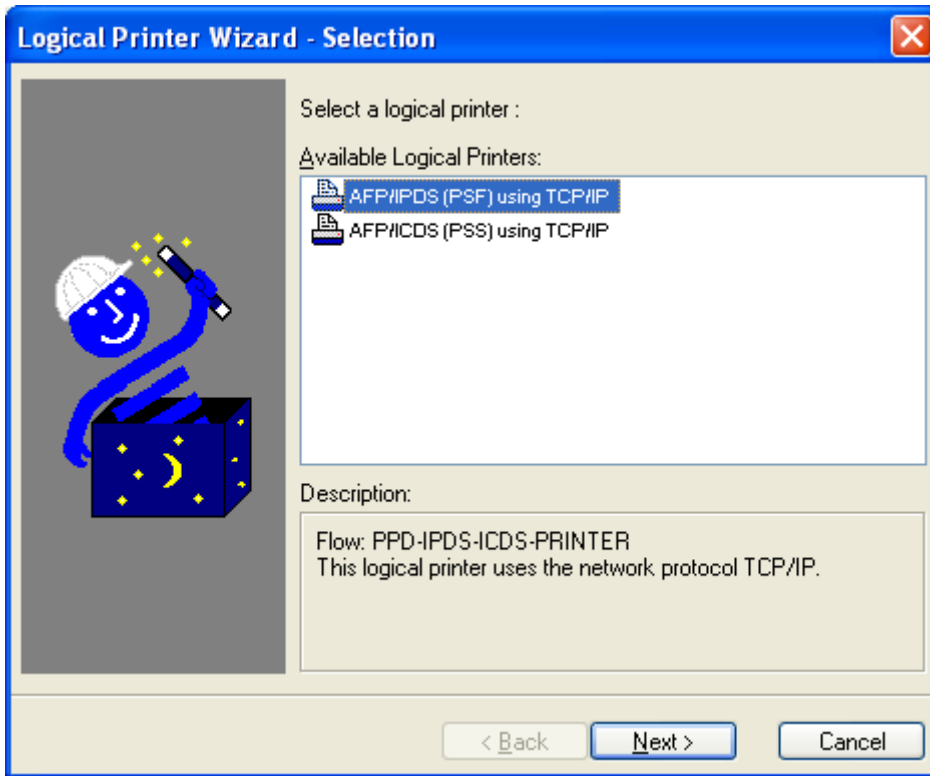 Logical Printer Wizard - Selection
Select a logical printer :
Available Logical Printers:
AFP/IPDS (PSF) using TCP/IP
AFP/ICDS (PSS) using TCP/IP
Description:
Flow: PPD-IPDS-ICDS-PRINTER
This logical printer uses the network protocol TCP/IP.
< Back
Next >
Cancel